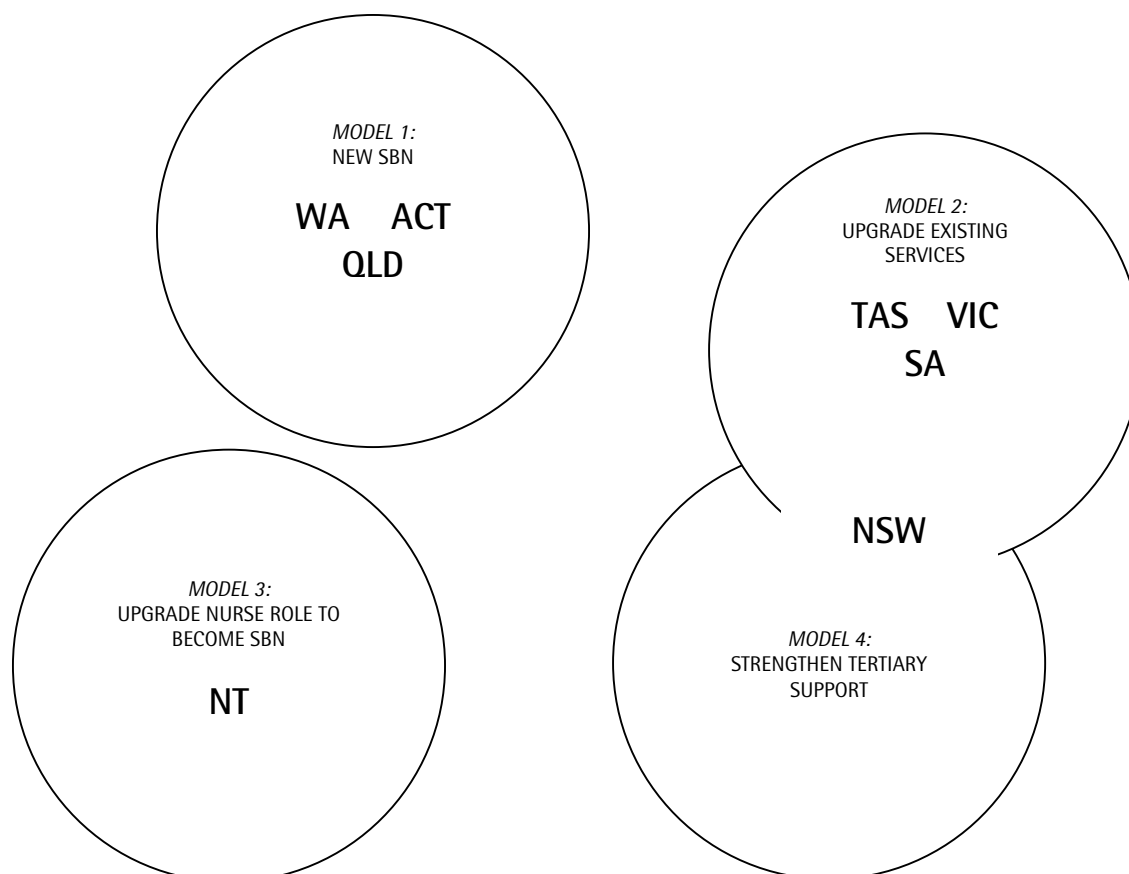 MODEL 1:
NEW SBN
WA ACT
QLD
MODEL 2:
UPGRADE EXISTING
SERVICES
TAS VIC
SA
NSW
MODEL 3:
UPGRADE NURSE ROLE TO
BECOME SBN
NT
MODEL 4:
STRENGTHEN TERTIARY
SUPPORT